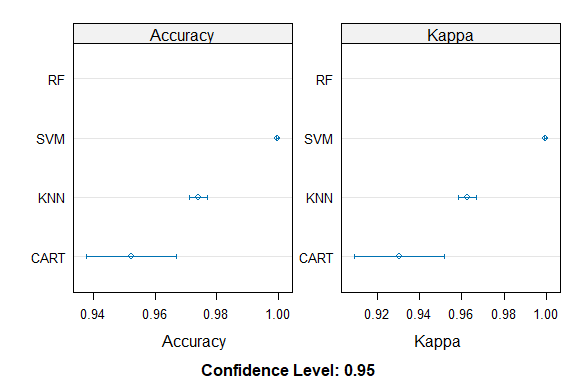 Accuracy Kappa
RF RF
SVM SVM
KNN KNN
CART CART
0.94 0.96 0.98 1.00 0.92 0.94 0.96 0.98 1.00
Accuracy Kappa
Confidence Level: 0.95